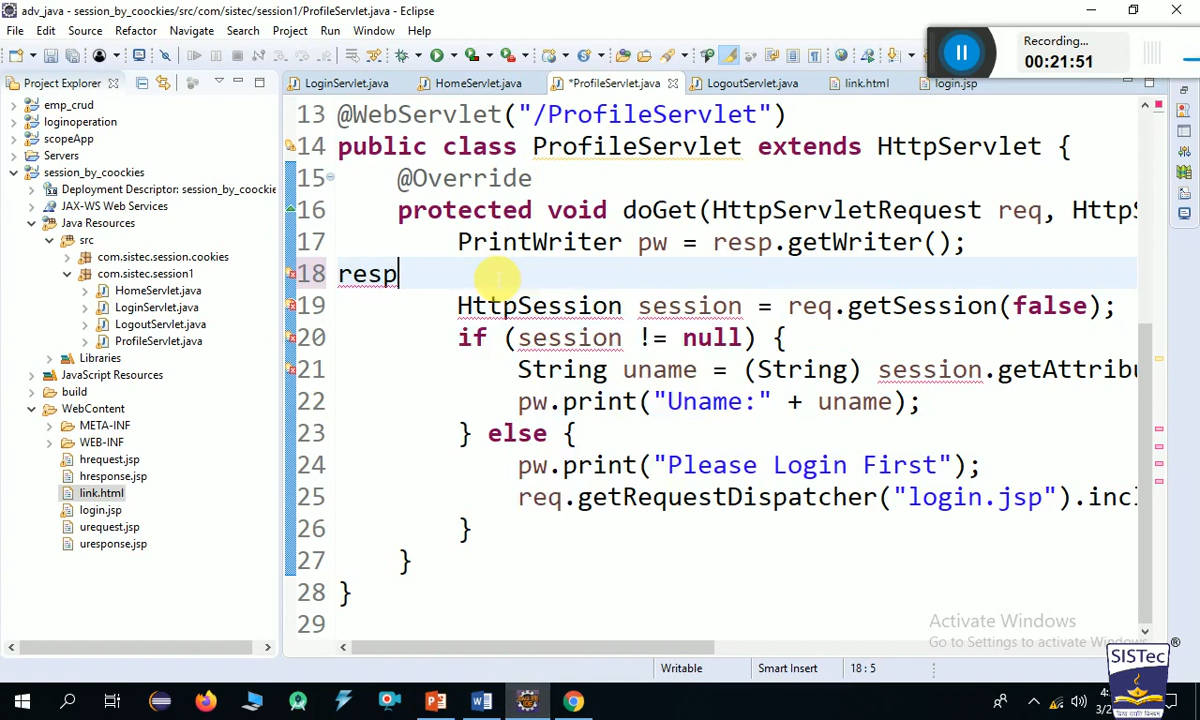 adv_java - session_by_coockies/src/com/sistec/session1/ProfileServlet.java - Eclipse
File Edit Source Refactor Navigate Search Project Run Window Help
Recording...
00:21:51
Project Explorer
LoginServlet.java HomeServlet.java *ProfileServlet.java LogoutServlet.java link.html login.jsp
emp_crud
loginoperation
scopeApp
Servers
session_by_coockies
Deployment Descriptor: session_by_coockie
JAX-WS Web Services
Java Resources
src
com.sistec.session.cookies
com.sistec.session1
HomeServlet.java
LoginServlet.java
LogoutServlet.java
ProfileServlet.java
Libraries
JavaScript Resources
build
WebContent
META-INF
WEB-INF
hrequest.jsp
hresponse.jsp
link.html
login.jsp
urequest.jsp
uresponse.jsp
13 @WebServlet("/ProfileServlet")
14 public class ProfileServlet extends HttpServlet {
15 @Override
16 protected void doGet(HttpServletRequest req, HttpS
17 PrintWriter pw = resp.getWriter();
18 resp
19 HttpSession session = req.getSession(false);
20 if (session != null) {
21 String uname = (String) session.getAttribu
22 pw.print("Uname:" + uname);
23 } else {
24 pw.print("Please Login First");
25 req.getRequestDispatcher("login.jsp").incl
26 }
27 }
28 }
29
Activate Windows
Go to Settings to activate Windows.
SISTec
®
Writable Smart Insert 18 : 5